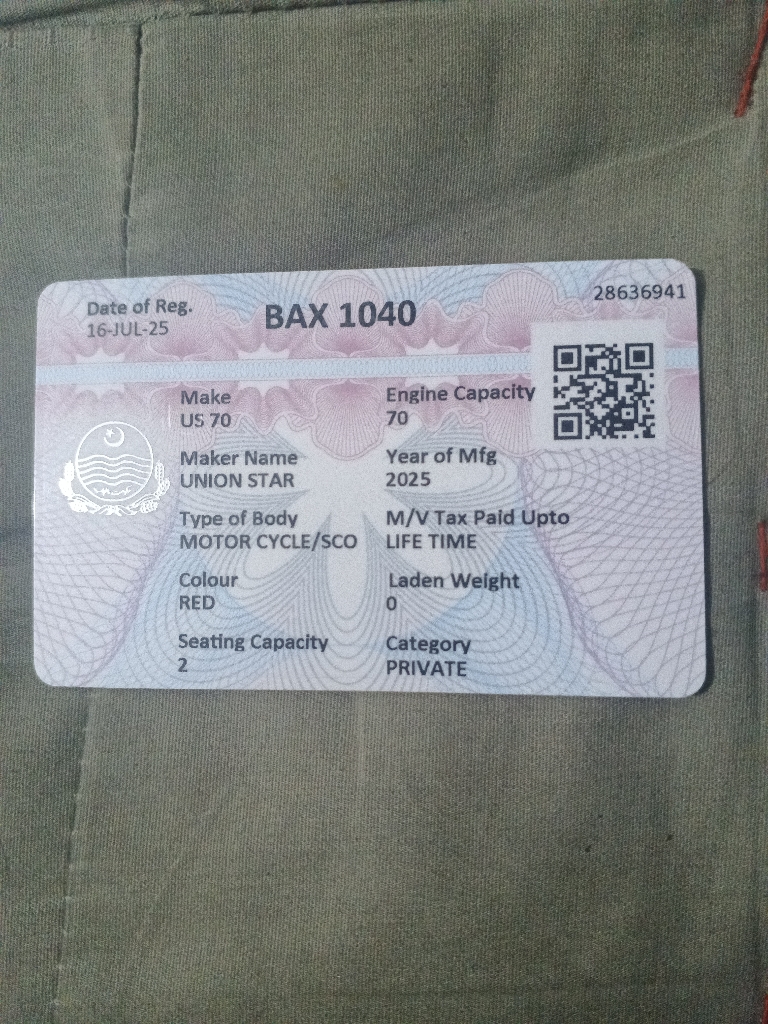 Date of Reg.
16-JUL-25
BAX 1040
28636941
Make
US 70
Engine Capacity
70
Maker Name
UNION STAR
Year of Mfg
2025
Type of Body
MOTOR CYCLE/SCO
M/V Tax Paid Upto
LIFE TIME
Colour
RED
Laden Weight
0
Seating Capacity
2
Category
PRIVATE